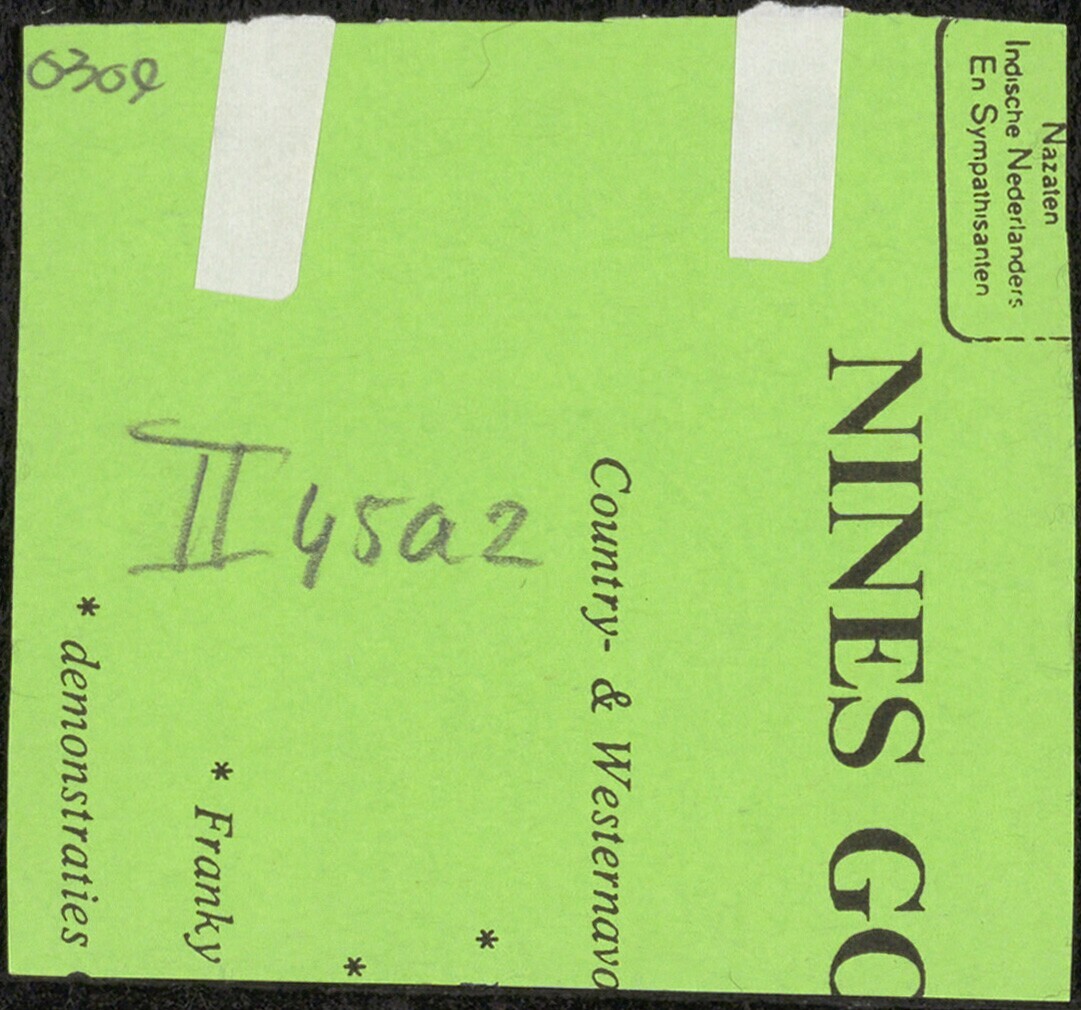 0309
II 45a2
Nazaten
Indische Nederlanders
En Sympathisanten
NINES GO
Country- & Westernavo
*
*
* Franky
* demonstraties